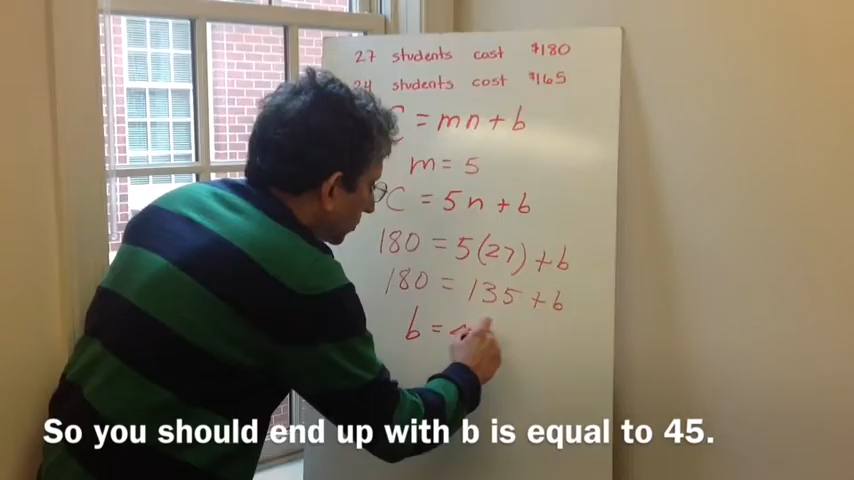 27 students cost $180
24 students cost $165
C = mn + b
m = 5
C = 5n + b
180 = 5(27) + b
180 = 135 + b
b =
So you should end up with b is equal to 45.